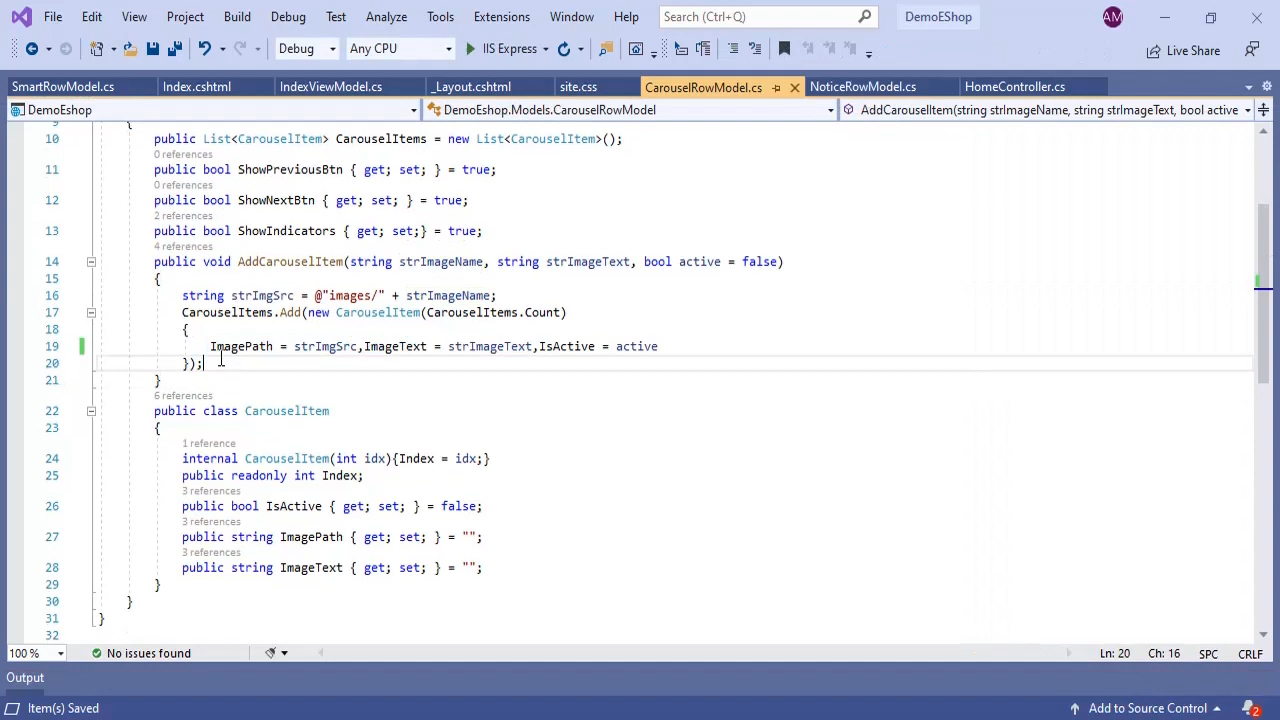 File Edit View Project Build Debug Test Analyze Tools Extensions Window Help Search (Ctrl+Q) DemoEShop AM
Debug Any CPU IIS Express Live Share
SmartRowModel.cs Index.cshtml IndexViewModel.cs _Layout.cshtml site.css CarouselRowModel.cs NoticeRowModel.cs HomeController.cs
DemoEshop DemoEshop.Models.CarouselRowModel AddCarouselItem(string strImageName, string strImageText, bool active
9 {
10 public List<CarouselItem> CarouselItems = new List<CarouselItem>();
0 references
11 public bool ShowPreviousBtn { get; set; } = true;
0 references
12 public bool ShowNextBtn { get; set; } = true;
2 references
13 public bool ShowIndicators { get; set;} = true;
4 references
14 public void AddCarouselItem(string strImageName, string strImageText, bool active = false)
15 {
16 string strImgSrc = @"images/" + strImageName;
17 CarouselItems.Add(new CarouselItem(CarouselItems.Count)
18 {
19 ImagePath = strImgSrc,ImageText = strImageText,IsActive = active
20 });
21 }
6 references
22 public class CarouselItem
23 {
1 reference
24 internal CarouselItem(int idx){Index = idx;}
25 public readonly int Index;
3 references
26 public bool IsActive { get; set; } = false;
3 references
27 public string ImagePath { get; set; } = "";
3 references
28 public string ImageText { get; set; } = "";
29 }
30 }
31 }
32
100 % No issues found Ln: 20 Ch: 16 SPC CRLF
Output
Item(s) Saved Add to Source Control 2